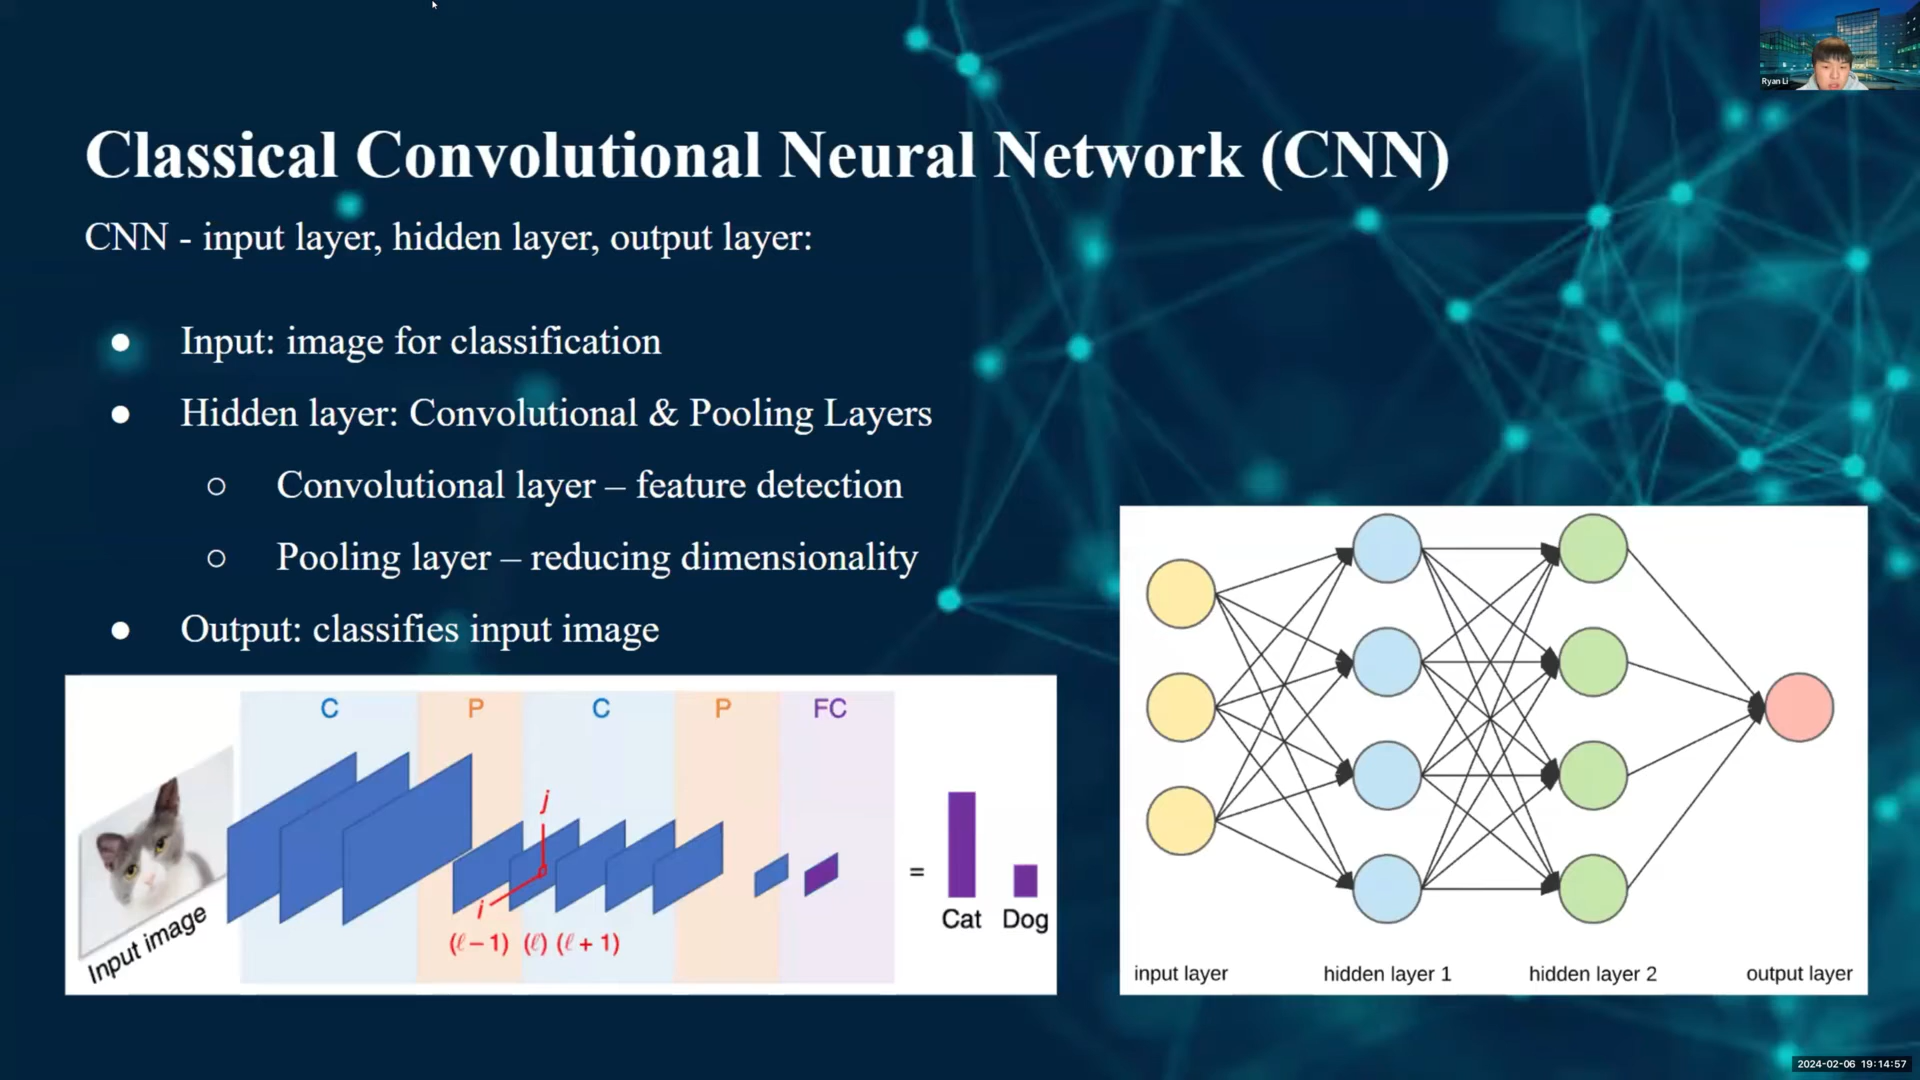 Ryan Li
Classical Convolutional Neural Network (CNN)
CNN - input layer, hidden layer, output layer:
● Input: image for classification
● Hidden layer: Convolutional & Pooling Layers
○ Convolutional layer – feature detection
○ Pooling layer – reducing dimensionality
● Output: classifies input image
C P C P FC
j
i
(ℓ − 1) (ℓ) (ℓ + 1)
Input image
=
Cat Dog
input layer hidden layer 1 hidden layer 2 output layer
2024-02-06 19:14:57